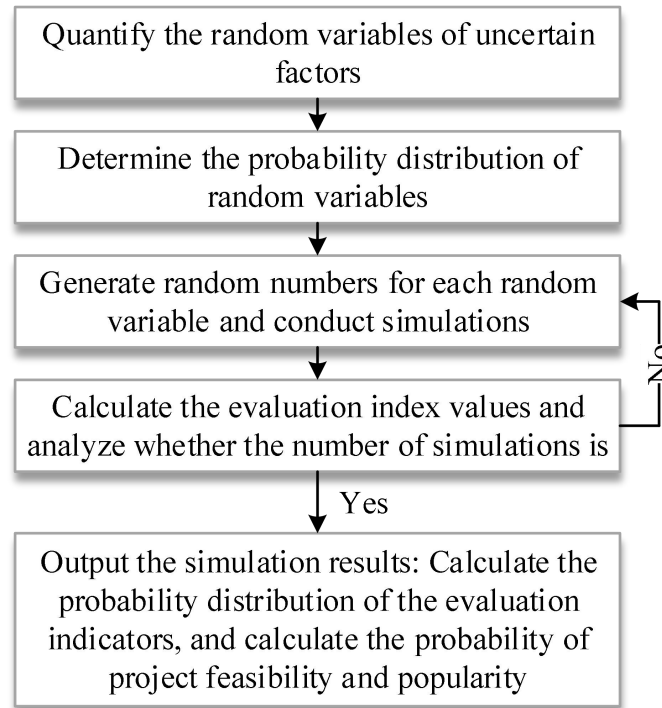 Quantify the random variables of uncertain
factors
Determine the probability distribution of
random variables
Generate random numbers for each random
variable and conduct simulations
No
Calculate the evaluation index values and
analyze whether the number of simulations is
Yes
Output the simulation results: Calculate the
probability distribution of the evaluation
indicators, and calculate the probability of
project feasibility and popularity